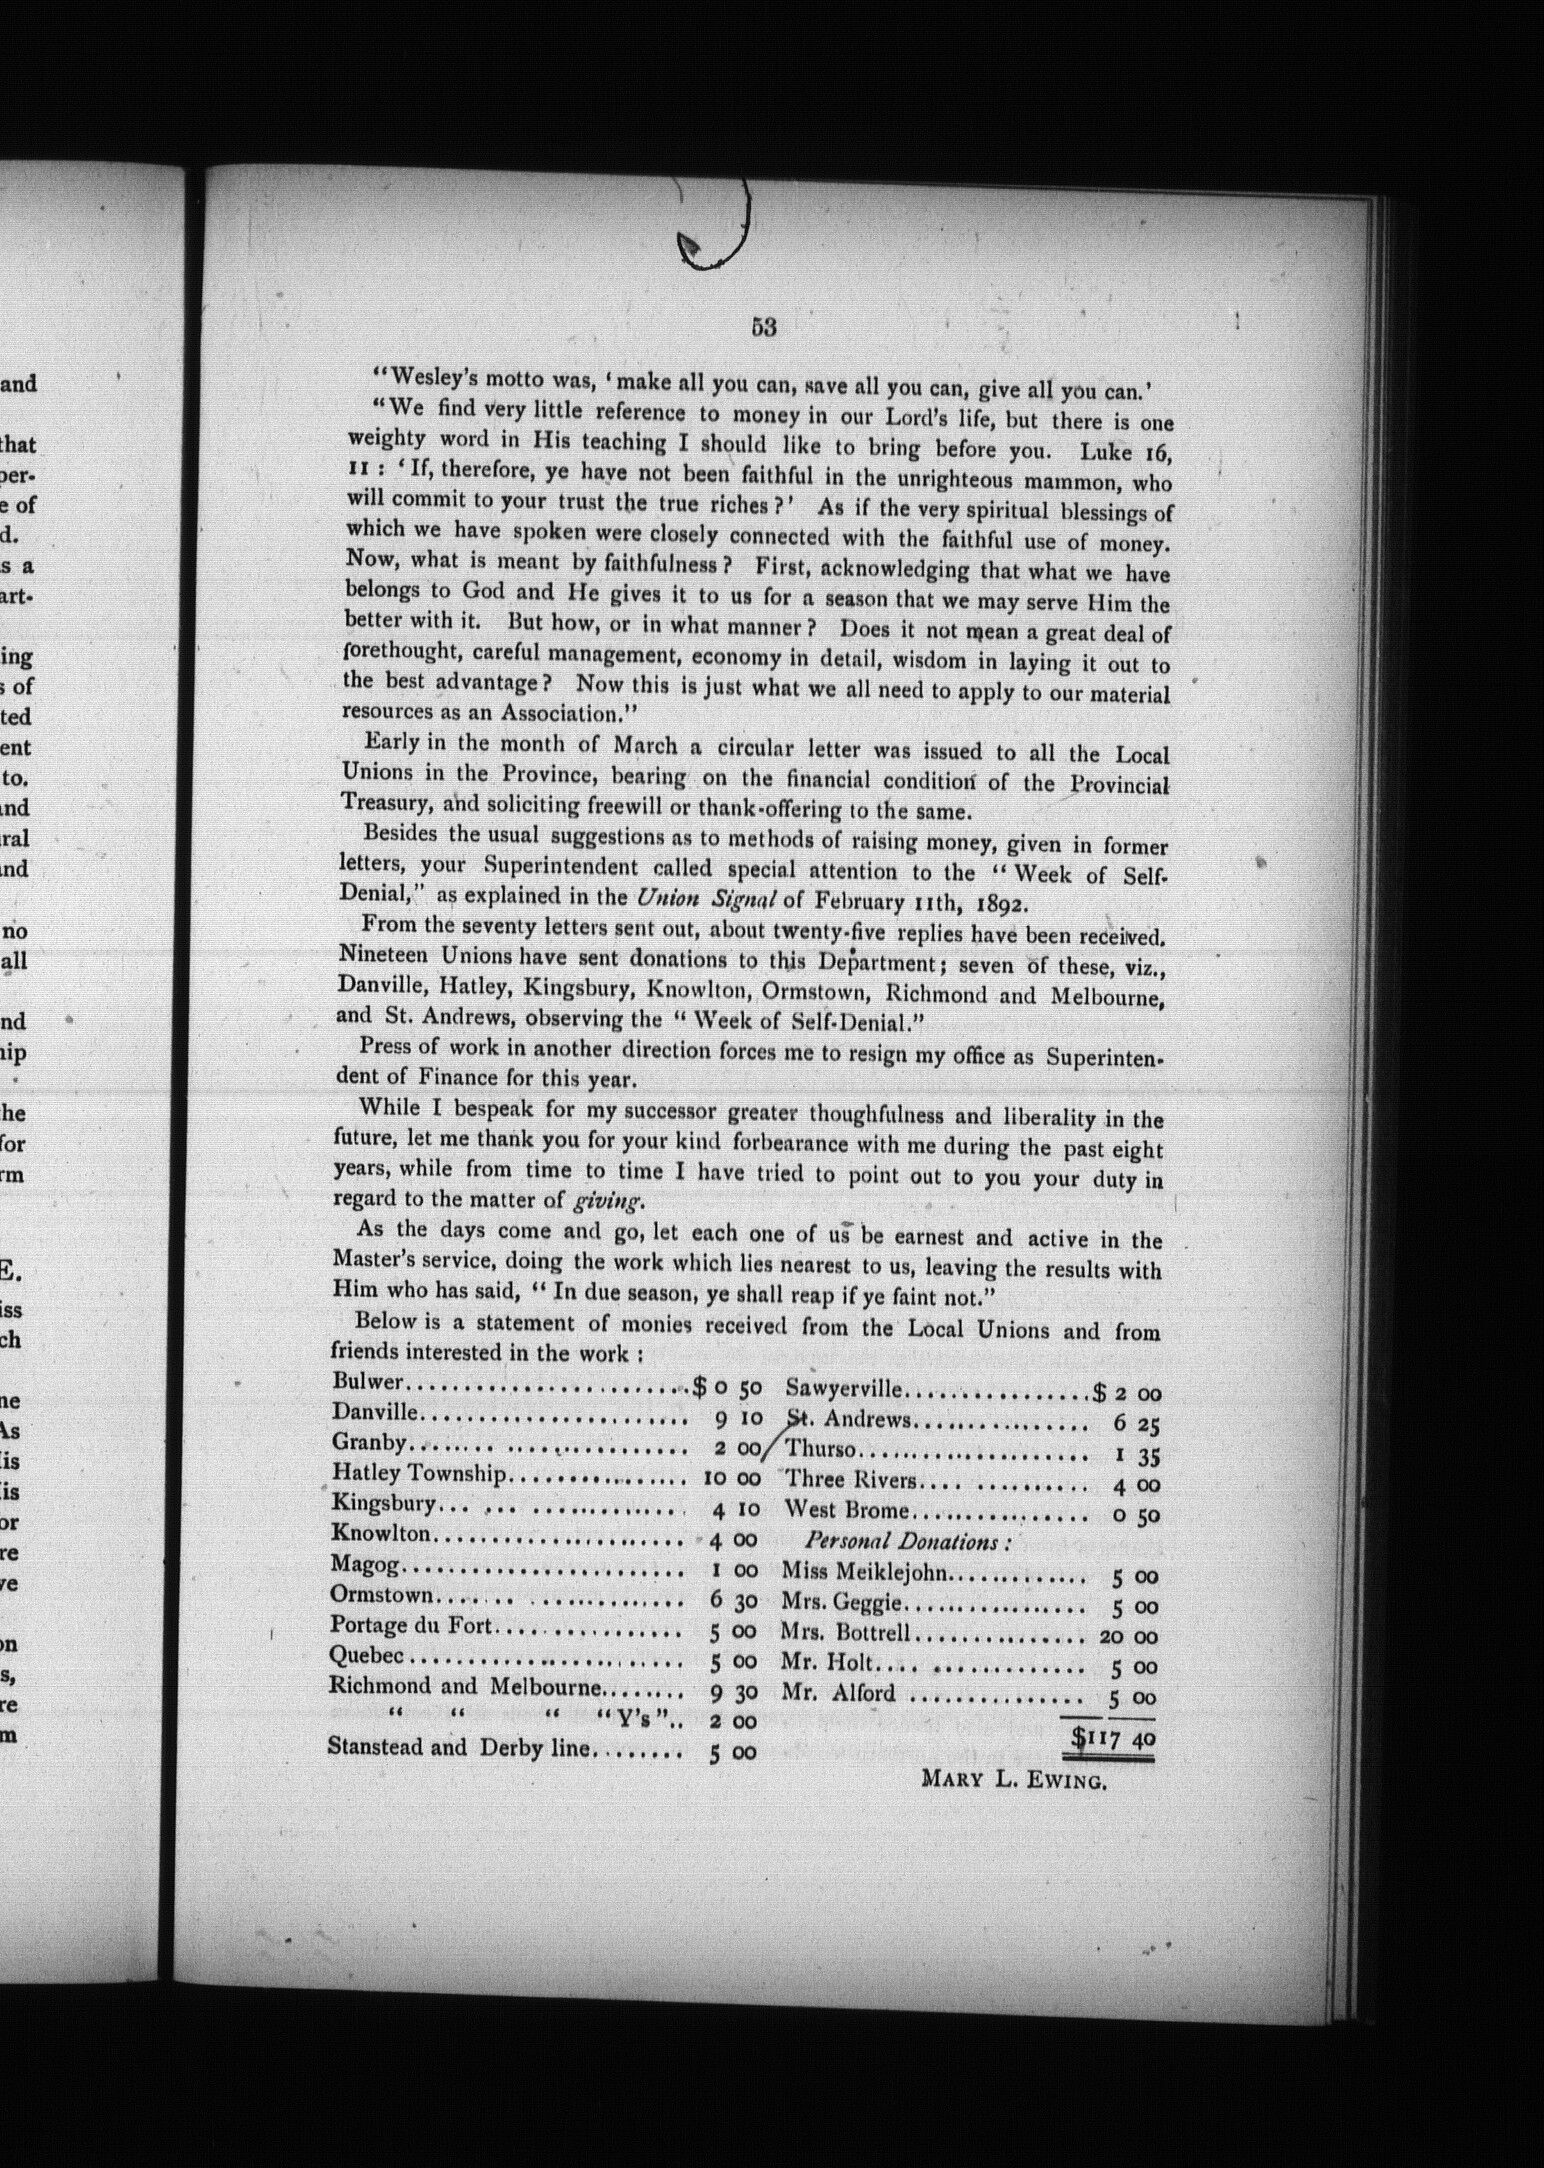 53
"Wesley's motto was, 'make all you can, save all you can, give all you can.'
"We find very little reference to money in our Lord's life, but there is one
weighty word in His teaching I should like to bring before you. Luke 16,
11 : 'If, therefore, ye have not been faithful in the unrighteous mammon, who
will commit to your trust the true riches?' As if the very spiritual blessings of
which we have spoken were closely connected with the faithful use of money.
Now, what is meant by faithfulness? First, acknowledging that what we have
belongs to God and He gives it to us for a season that we may serve Him the
better with it. But how, or in what manner? Does it not mean a great deal of
forethought, careful management, economy in detail, wisdom in laying it out to
the best advantage? Now this is just what we all need to apply to our material
resources as an Association."
Early in the month of March a circular letter was issued to all the Local
Unions in the Province, bearing on the financial condition of the Provincial
Treasury, and soliciting freewill or thank-offering to the same.
Besides the usual suggestions as to methods of raising money, given in former
letters, your Superintendent called special attention to the "Week of Self-
Denial," as explained in the Union Signal of February 11th, 1892.
From the seventy letters sent out, about twenty-five replies have been received.
Nineteen Unions have sent donations to this Department; seven of these, viz.,
Danville, Hatley, Kingsbury, Knowlton, Ormstown, Richmond and Melbourne,
and St. Andrews, observing the "Week of Self-Denial."
Press of work in another direction forces me to resign my office as Superinten-
dent of Finance for this year.
While I bespeak for my successor greater thoughtfulness and liberality in the
future, let me thank you for your kind forbearance with me during the past eight
years, while from time to time I have tried to point out to you your duty in
regard to the matter of giving.
As the days come and go, let each one of us be earnest and active in the
Master's service, doing the work which lies nearest to us, leaving the results with
Him who has said, "In due season, ye shall reap if ye faint not."
Below is a statement of monies received from the Local Unions and from
friends interested in the work :
Bulwer........................$ 0 50
Danville....................... 9 10
Granby........................ 2 00
Hatley Township................ 10 00
Kingsbury...................... 4 10
Knowlton...................... 4 00
Magog........................ 1 00
Ormstown...................... 6 30
Portage du Fort................ 5 00
Quebec........................ 5 00
Richmond and Melbourne........ 9 30
" " " "Y's".. 2 00
Stanstead and Derby line........ 5 00
Sawyerville................$ 2 00
St. Andrews................ 6 25
Thurso...................... 1 35
Three Rivers.... .......... 4 00
West Brome................ 0 50
Personal Donations :
Miss Meiklejohn............. 5 00
Mrs. Geggie................ 5 00
Mrs. Bottrell............... 20 00
Mr. Holt.... ............. 5 00
Mr. Alford ............... 5 00
$117 40
MARY L. EWING.